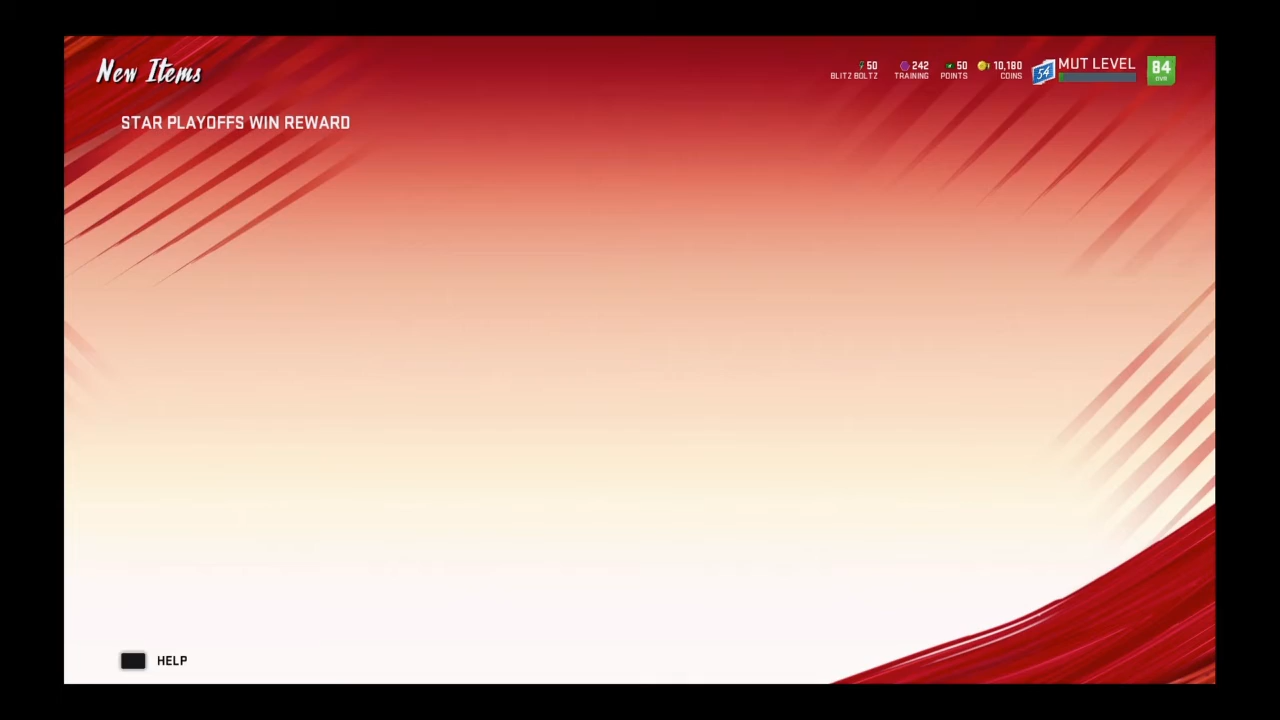 New Items
50 242 50 10,180 MUT LEVEL 84
BLITZ BOLTZ TRAINING POINTS COINS 54 OVR
STAR PLAYOFFS WIN REWARD
HELP